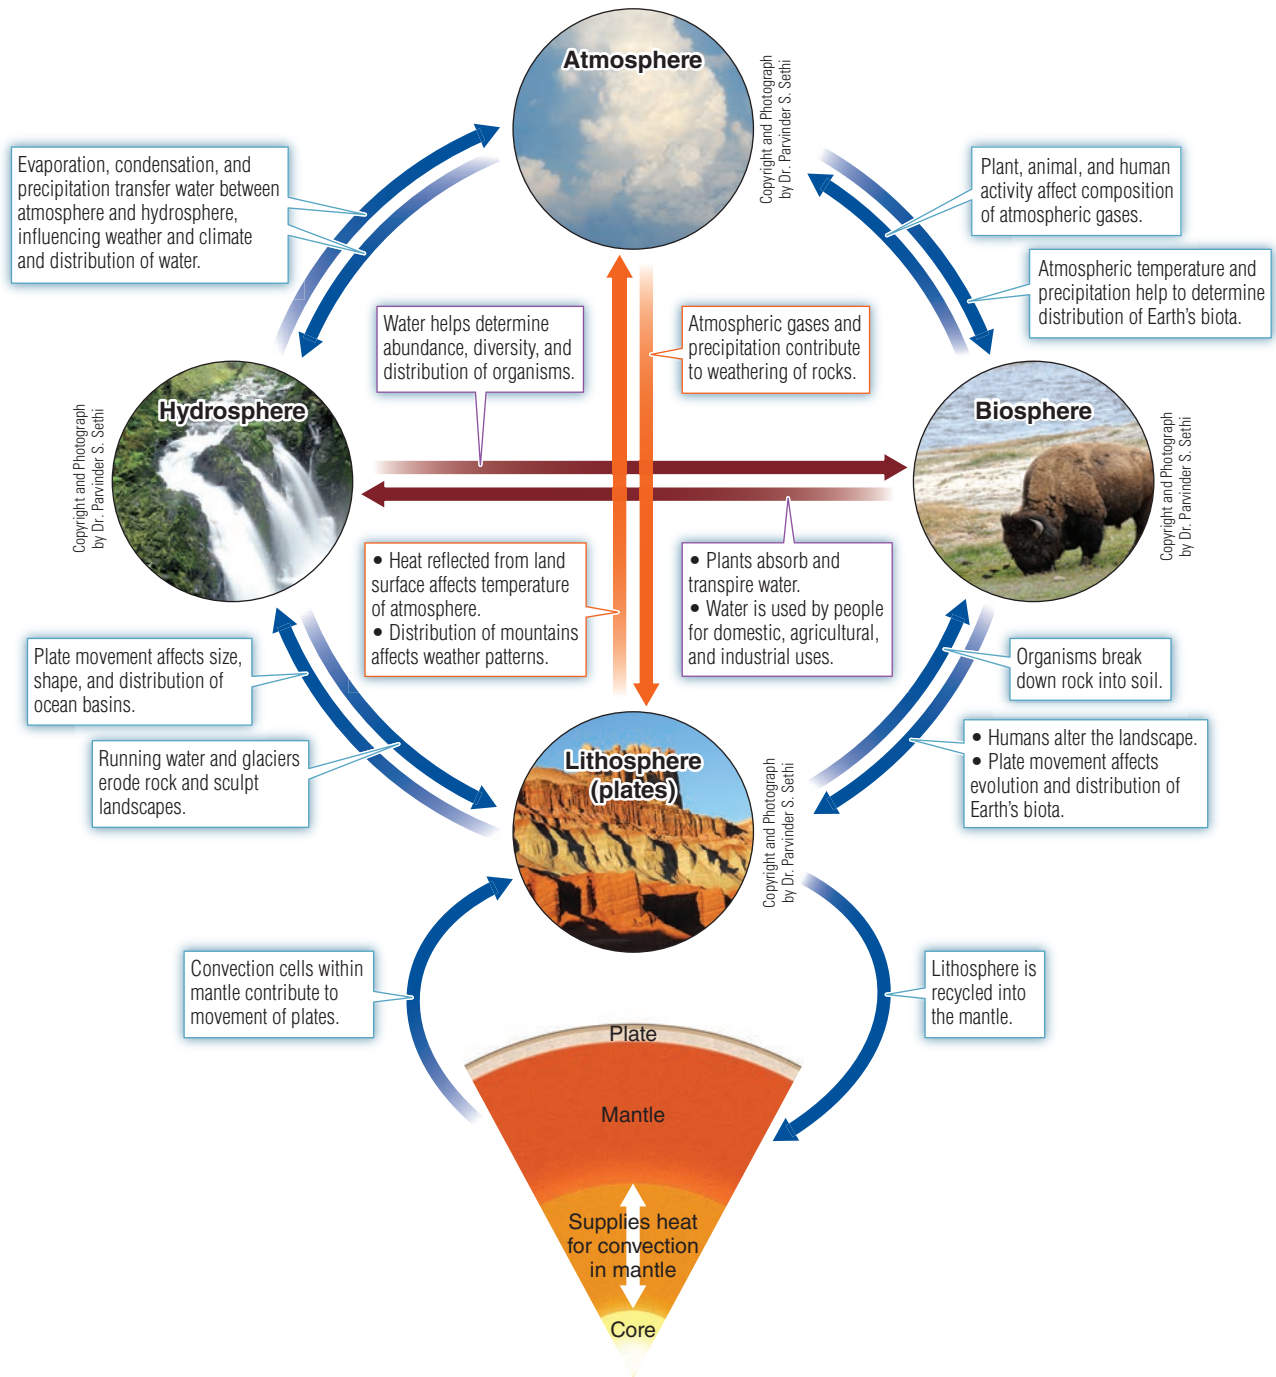 Atmosphere
Copyright and Photograph
by Dr. Parvinder S. Sethi
Evaporation, condensation, and
precipitation transfer water between
atmosphere and hydrosphere,
influencing weather and climate
and distribution of water.
Plant, animal, and human
activity affect composition
of atmospheric gases.
Atmospheric temperature and
precipitation help to determine
distribution of Earth's biota.
Water helps determine
abundance, diversity, and
distribution of organisms.
Atmospheric gases and
precipitation contribute
to weathering of rocks.
Hydrosphere
Copyright and Photograph
by Dr. Parvinder S. Sethi
Biosphere
Copyright and Photograph
by Dr. Parvinder S. Sethi
• Heat reflected from land
surface affects temperature
of atmosphere.
• Distribution of mountains
affects weather patterns.
• Plants absorb and
transpire water.
• Water is used by people
for domestic, agricultural,
and industrial uses.
Plate movement affects size,
shape, and distribution of
ocean basins.
Running water and glaciers
erode rock and sculpt
landscapes.
Organisms break
down rock into soil.
• Humans alter the landscape.
• Plate movement affects
evolution and distribution of
Earth's biota.
Lithosphere
(plates)
Copyright and Photograph
by Dr. Parvinder S. Sethi
Convection cells within
mantle contribute to
movement of plates.
Lithosphere is
recycled into
the mantle.
Plate
Mantle
Supplies heat
for convection
in mantle
Core